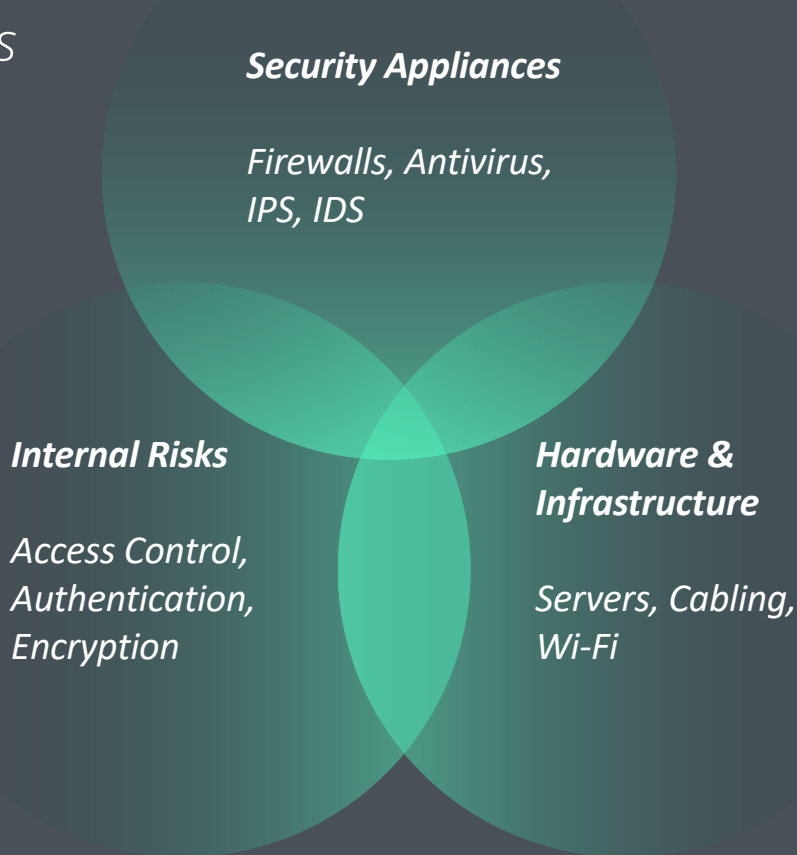 S
Security Appliances
Firewalls, Antivirus,
IPS, IDS
Internal Risks
Access Control,
Authentication,
Encryption
Hardware &
Infrastructure
Servers, Cabling,
Wi-Fi